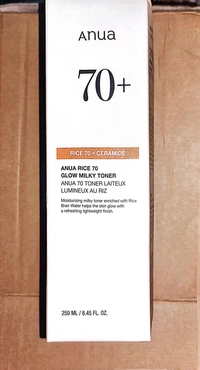 Anua
70+
RICE 70 + CERAMIDE
ANUA RICE 70
GLOW MILKY TONER
ANUA 70 TONER LAITEUX
LUMINEUX AU RIZ
Moisturizing milky toner enriched with Rice
Bran Water helps the skin glow with
a refreshing lightweight finish.
250 ML / 8.45 FL. OZ.